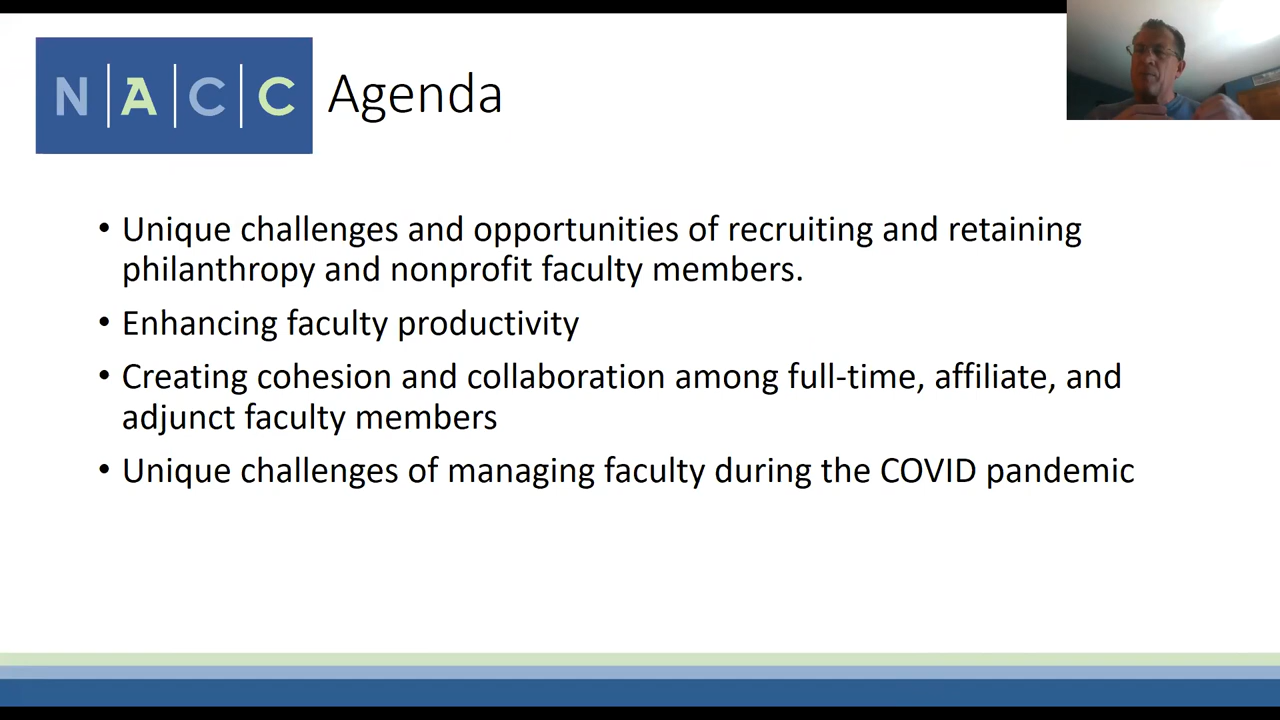 N A C C
Agenda
• Unique challenges and opportunities of recruiting and retaining
philanthropy and nonprofit faculty members.
• Enhancing faculty productivity
• Creating cohesion and collaboration among full-time, affiliate, and
adjunct faculty members
• Unique challenges of managing faculty during the COVID pandemic